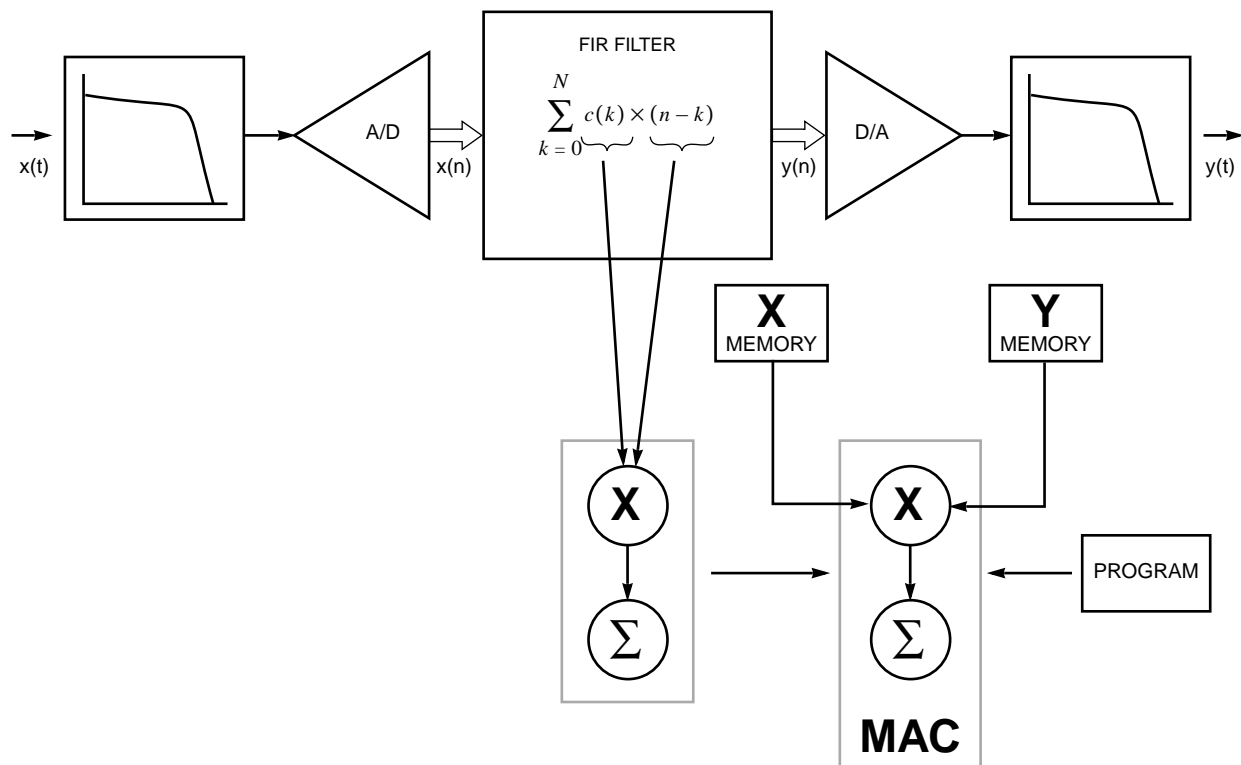 FIR FILTER
N
∑ c(k) × (n – k)
k = 0
A/D
D/A
x(t)
x(n)
y(n)
y(t)
X
MEMORY
Y
MEMORY
X
X
PROGRAM
Σ
Σ
MAC